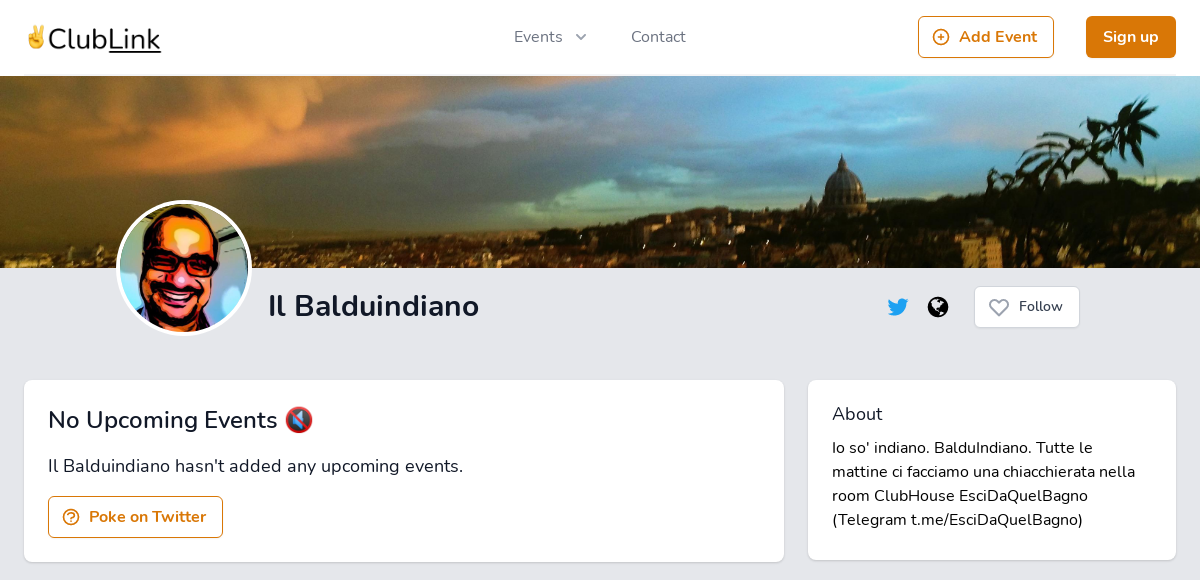 ✌️ClubLink
Events
Contact
Add Event
Sign up
Il Balduindiano
Follow
No Upcoming Events 🔇
Il Balduindiano hasn't added any upcoming events.
Poke on Twitter
About
Io so' indiano. BalduIndiano. Tutte le
mattine ci facciamo una chiacchierata nella
room ClubHouse EsciDaQuelBagno
(Telegram t.me/EsciDaQuelBagno)